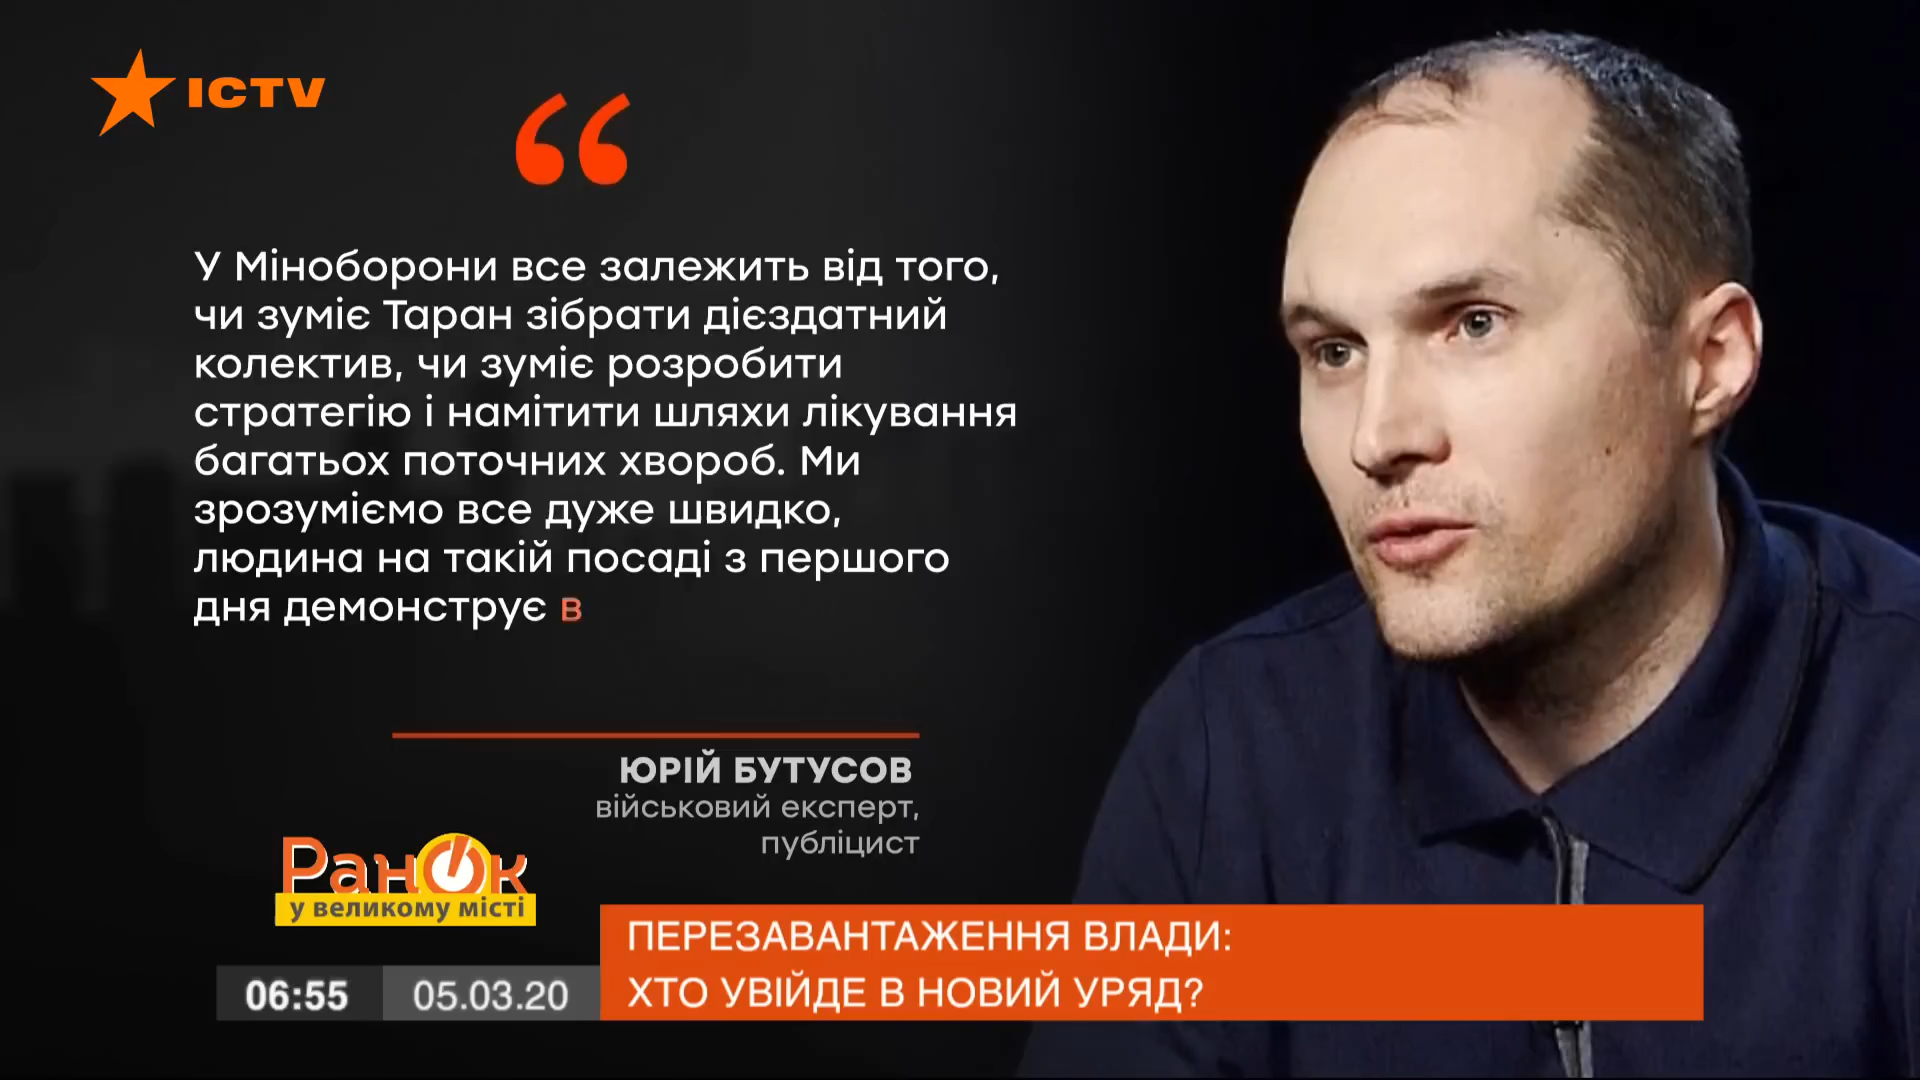 ICTV
У Міноборони все залежить від того,
чи зуміє Таран зібрати дієздатний
колектив, чи зуміє розробити
стратегію і намітити шляхи лікування
багатьох поточних хвороб. Ми
зрозуміємо все дуже швидко,
людина на такій посаді з першого
дня демонструє в
ЮРІЙ БУТУСОВ
військовий експерт,
публіцист
Ранок
у великому місті
ПЕРЕЗАВАНТАЖЕННЯ ВЛАДИ:
ХТО УВІЙДЕ В НОВИЙ УРЯД?
06:55 05.03.20